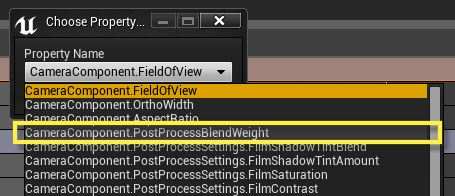 Choose Property...
Property Name
CameraComponent.FieldOfView
CameraComponent.FieldOfView
CameraComponent.OrthoWidth
CameraComponent.AspectRatio
CameraComponent.PostProcessBlendWeight
CameraComponent.PostProcessSettings.FilmShadowTintBlend
CameraComponent.PostProcessSettings.FilmShadowTintAmount
CameraComponent.PostProcessSettings.FilmSaturation
CameraComponent.PostProcessSettings.FilmContrast